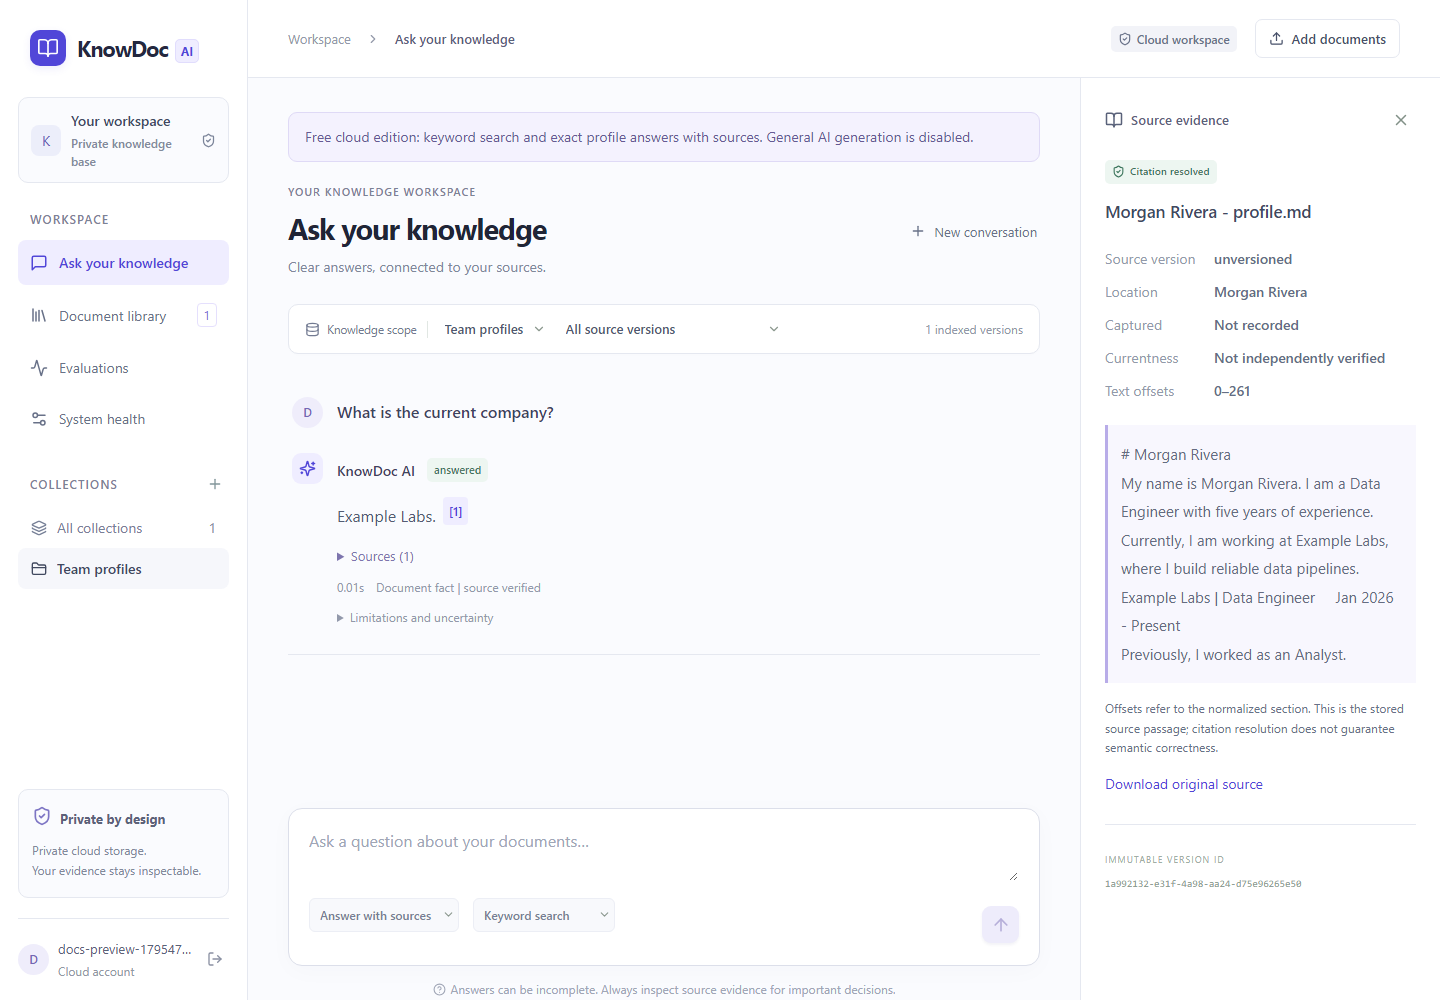 KnowDoc AI
Your workspace
K
Private knowledge
base
WORKSPACE
Ask your knowledge
Document library 1
Evaluations
System health
COLLECTIONS
All collections 1
Team profiles
Private by design
Private cloud storage.
Your evidence stays inspectable.
D
docs-preview-179547...
Cloud account
Workspace Ask your knowledge
Cloud workspace
Add documents
Free cloud edition: keyword search and exact profile answers with sources. General AI generation is disabled.
YOUR KNOWLEDGE WORKSPACE
Ask your knowledge
New conversation
Clear answers, connected to your sources.
Knowledge scope Team profiles All source versions 1 indexed versions
D What is the current company?
KnowDoc AI answered
Example Labs. [1]
Sources (1)
0.01s Document fact | source verified
Limitations and uncertainty
Ask a question about your documents...
Answer with sources Keyword search
Answers can be incomplete. Always inspect source evidence for important decisions.
Source evidence
Citation resolved
Morgan Rivera - profile.md
Source version unversioned
Location Morgan Rivera
Captured Not recorded
Currentness Not independently verified
Text offsets 0–261
# Morgan Rivera
My name is Morgan Rivera. I am a Data
Engineer with five years of experience.
Currently, I am working at Example Labs,
where I build reliable data pipelines.
Example Labs | Data Engineer Jan 2026
- Present
Previously, I worked as an Analyst.
Offsets refer to the normalized section. This is the stored
source passage; citation resolution does not guarantee
semantic correctness.
Download original source
IMMUTABLE VERSION ID
1a992132-e31f-4a98-aa24-d75e96265e50